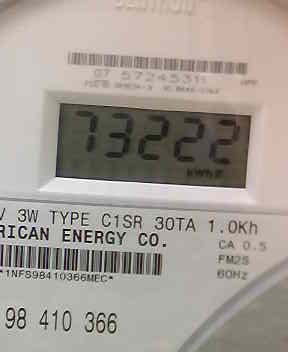 CENTRON
07 57245311
73222
kWh
V 3W TYPE C1SR 30TA 1.0Kh
RICAN ENERGY CO.
CA 0.5
FM2S
60Hz
*1NFS98410366MEC*
98 410 366